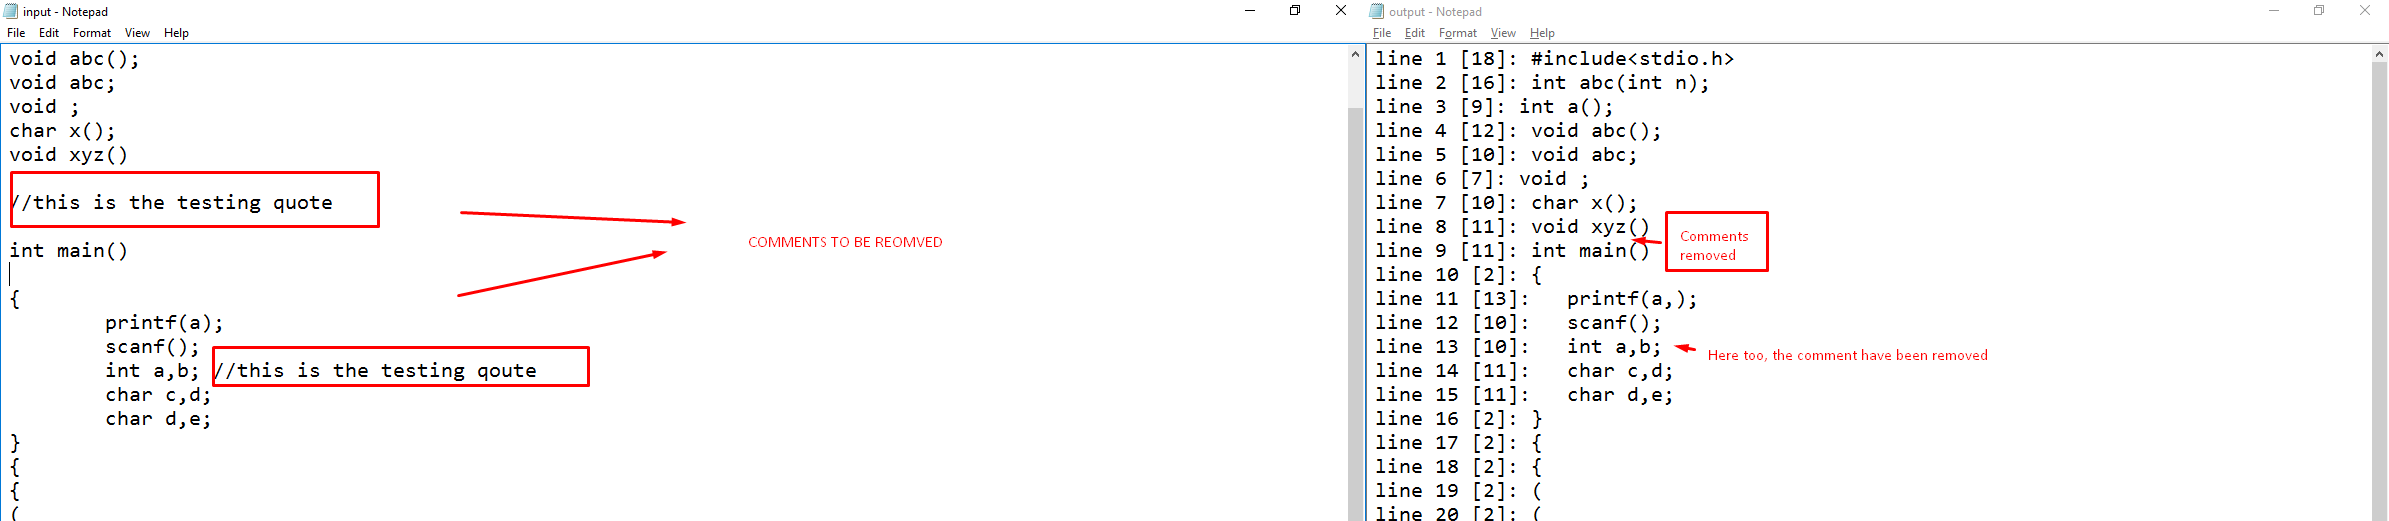 input - Notepad
File Edit Format View Help
void abc();
void abc;
void ;
char x();
void xyz()
//this is the testing quote
int main()
{
printf(a);
scanf();
int a,b; //this is the testing qoute
char c,d;
char d,e;
}
{
{
(
COMMENTS TO BE REOMVED
output - Notepad
File Edit Format View Help
line 1 [18]: #include<stdio.h>
line 2 [16]: int abc(int n);
line 3 [9]: int a();
line 4 [12]: void abc();
line 5 [10]: void abc;
line 6 [7]: void ;
line 7 [10]: char x();
line 8 [11]: void xyz()
line 9 [11]: int main()
line 10 [2]: {
line 11 [13]: printf(a,);
line 12 [10]: scanf();
line 13 [10]: int a,b;
line 14 [11]: char c,d;
line 15 [11]: char d,e;
line 16 [2]: }
line 17 [2]: {
line 18 [2]: {
line 19 [2]: (
line 20 [2]: (
Comments
removed
Here too, the comment have been removed